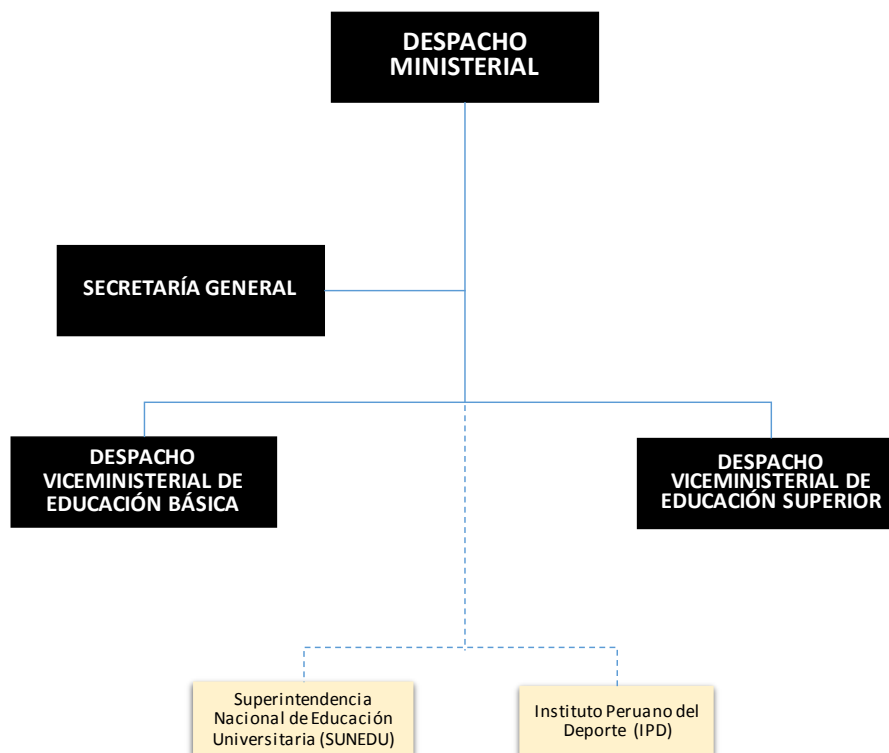 DESPACHO
MINISTERIAL
SECRETARÍA GENERAL
DESPACHO
VICEMINISTERIAL DE
EDUCACIÓN BÁSICA
DESPACHO
VICEMINISTERIAL DE
EDUCACIÓN SUPERIOR
Superintendencia
Nacional de Educación
Universitaria (SUNEDU)
Instituto Peruano del
Deporte (IPD)